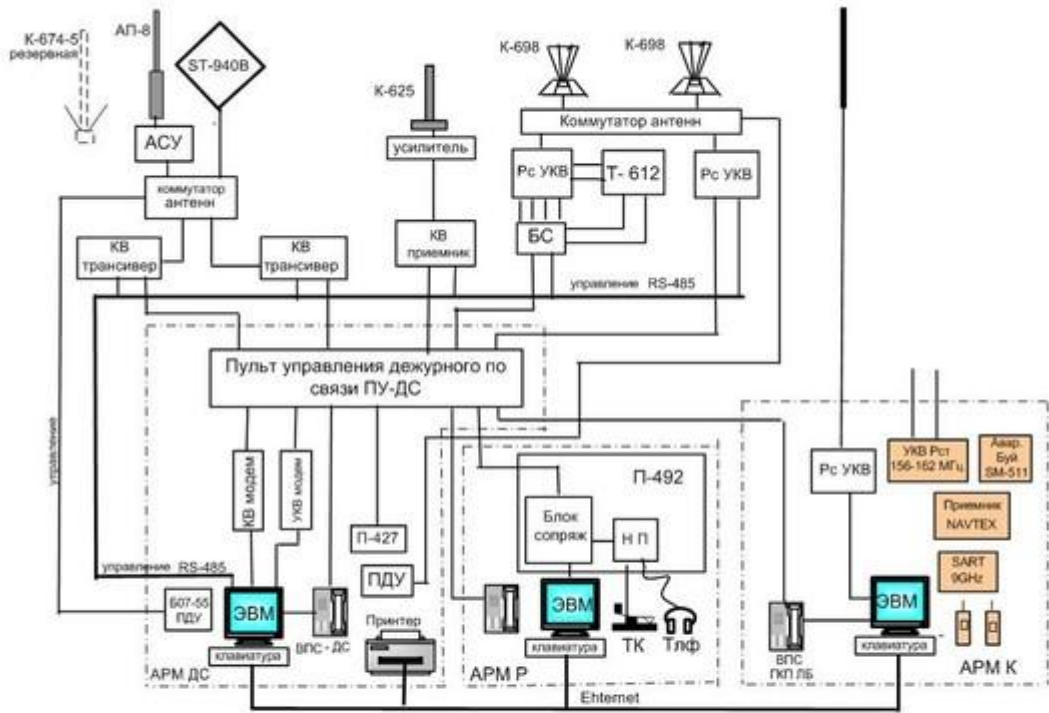 К-674-5
резервная
АП-8
ST-940B
К-625
К-698
К-698
АСУ
усилитель
Коммутатор антенн
коммутатор
антенн
Рс УКВ
Т- 612
Рс УКВ
КВ
трансивер
КВ
трансивер
КВ
приемник
БС
управление RS-485
Пульт управления дежурного по
связи ПУ-ДС
управление
КВ модем
УКВ модем
П-427
ПДУ
П-492
Блок
сопряж
Н П
Рс УКВ
УКВ Рст
156-162 МГц.
Авар.
Буй
SM-511
Приемник
NAVTEX
SART
9GHz
управление RS-485
Б07-55
ПДУ
ЭВМ
клавиатура
ВПС - ДС
Принтер
АРМ ДС
ЭВМ
клавиатура
ТК
Тлф
АРМ Р
ВПС
ГКП ЛБ
ЭВМ
клавиатура
АРМ К
Ehternet